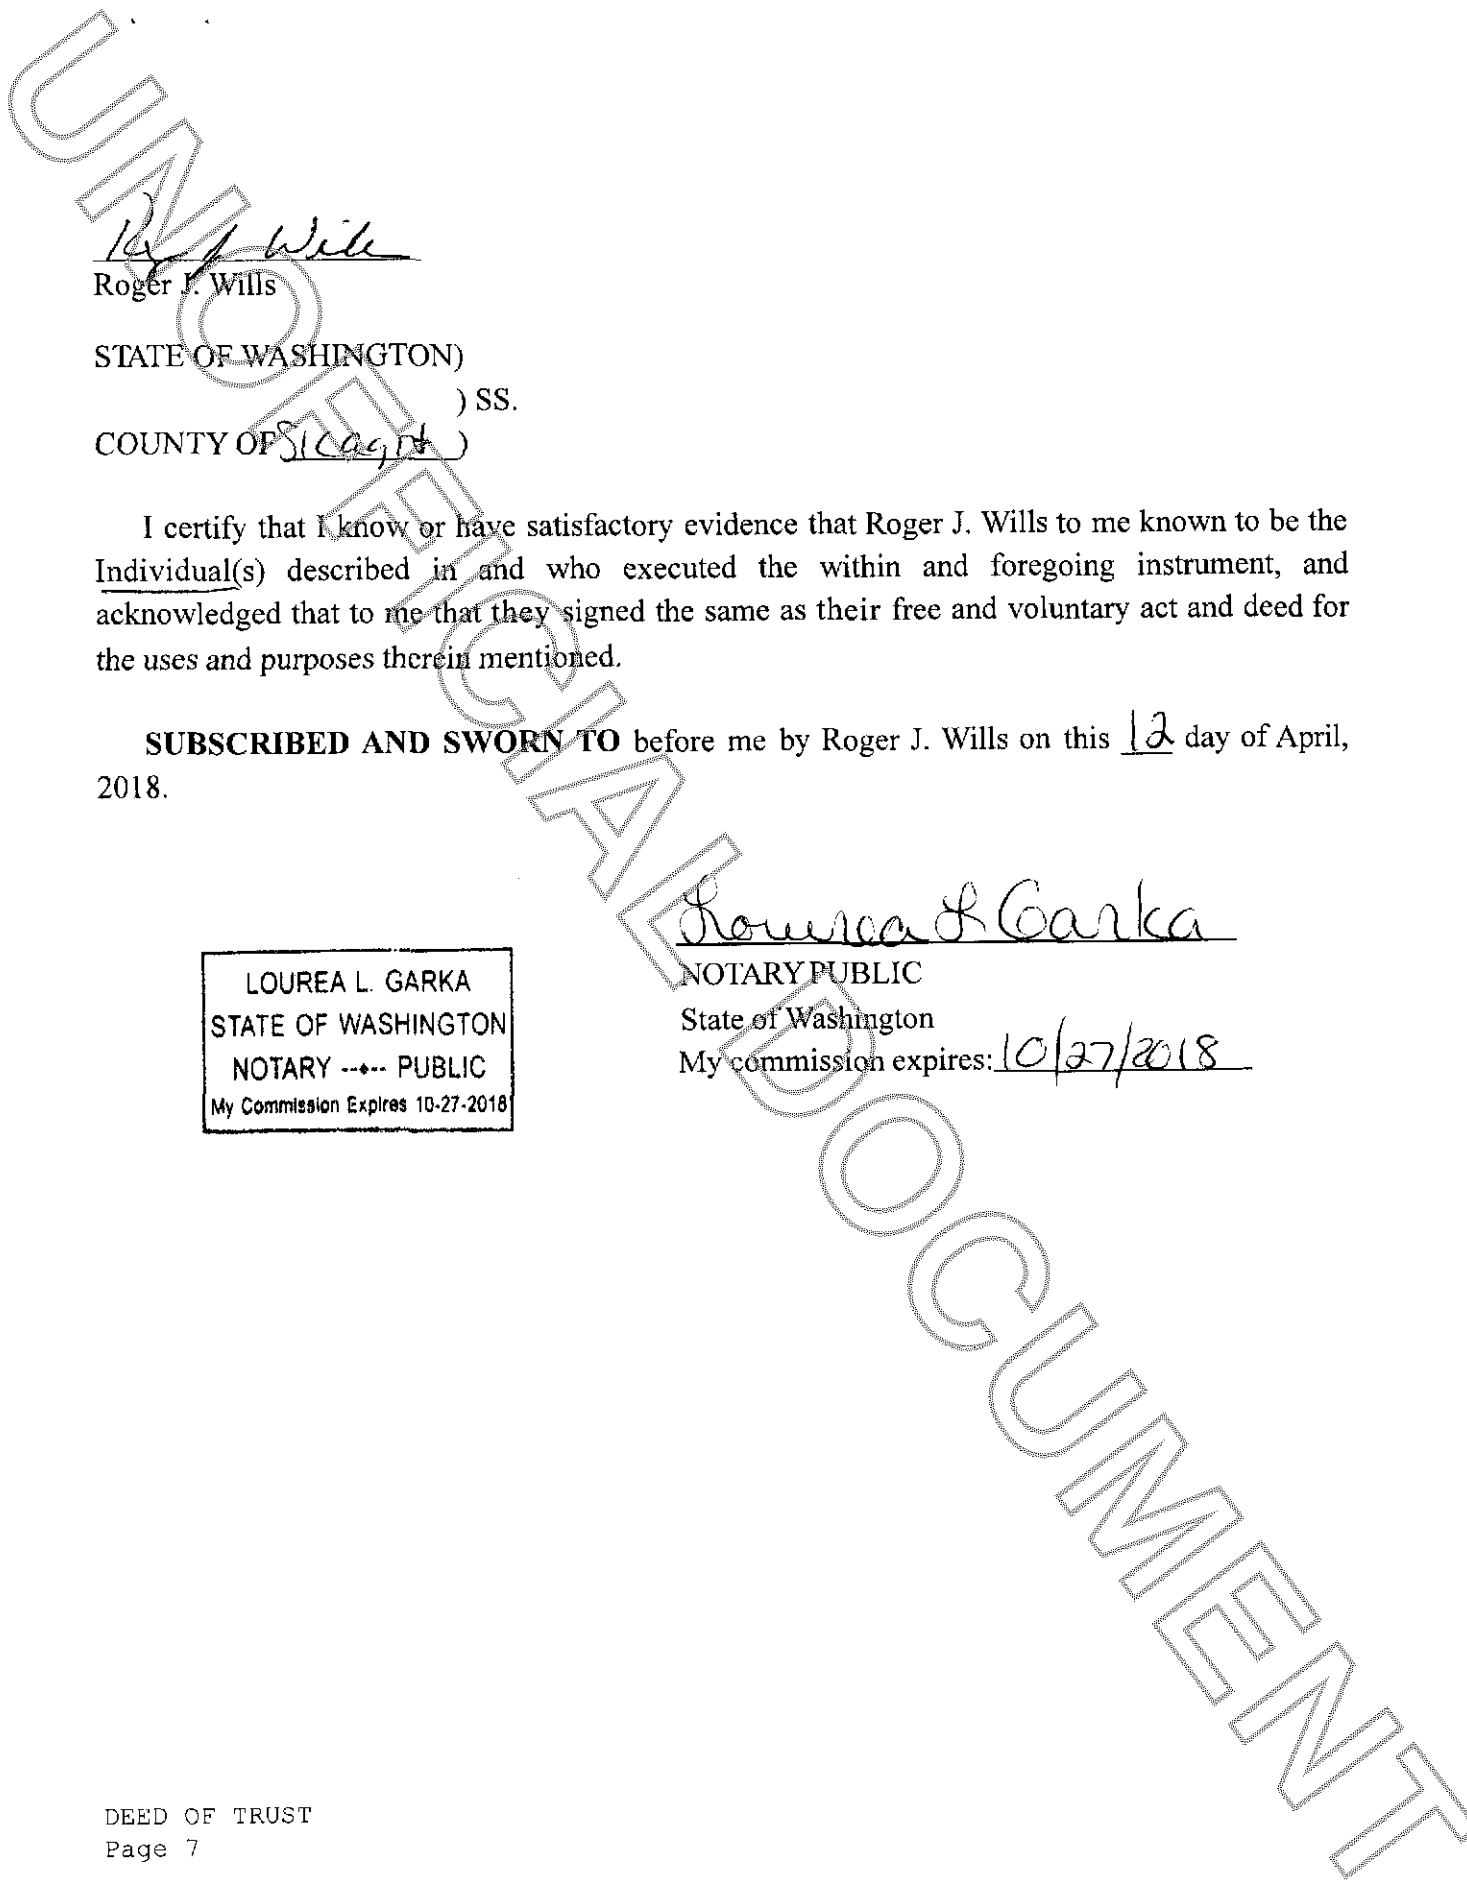 Roger J. Wills
STATE OF WASHINGTON)
) SS.
COUNTY OF Skagit )
I certify that I know or have satisfactory evidence that Roger J. Wills to me known to be the
Individual(s) described in and who executed the within and foregoing instrument, and
acknowledged that to me that they signed the same as their free and voluntary act and deed for
the uses and purposes therein mentioned.
SUBSCRIBED AND SWORN TO before me by Roger J. Wills on this 12 day of April,
2018.
Lourea L Garka
LOUREA L. GARKA
STATE OF WASHINGTON
NOTARY --♦-- PUBLIC
My Commission Expires 10-27-2018
NOTARY PUBLIC
State of Washington
My commission expires: 10/27/2018
DEED OF TRUST
Page 7
UNOFFICIAL DOCUMENT